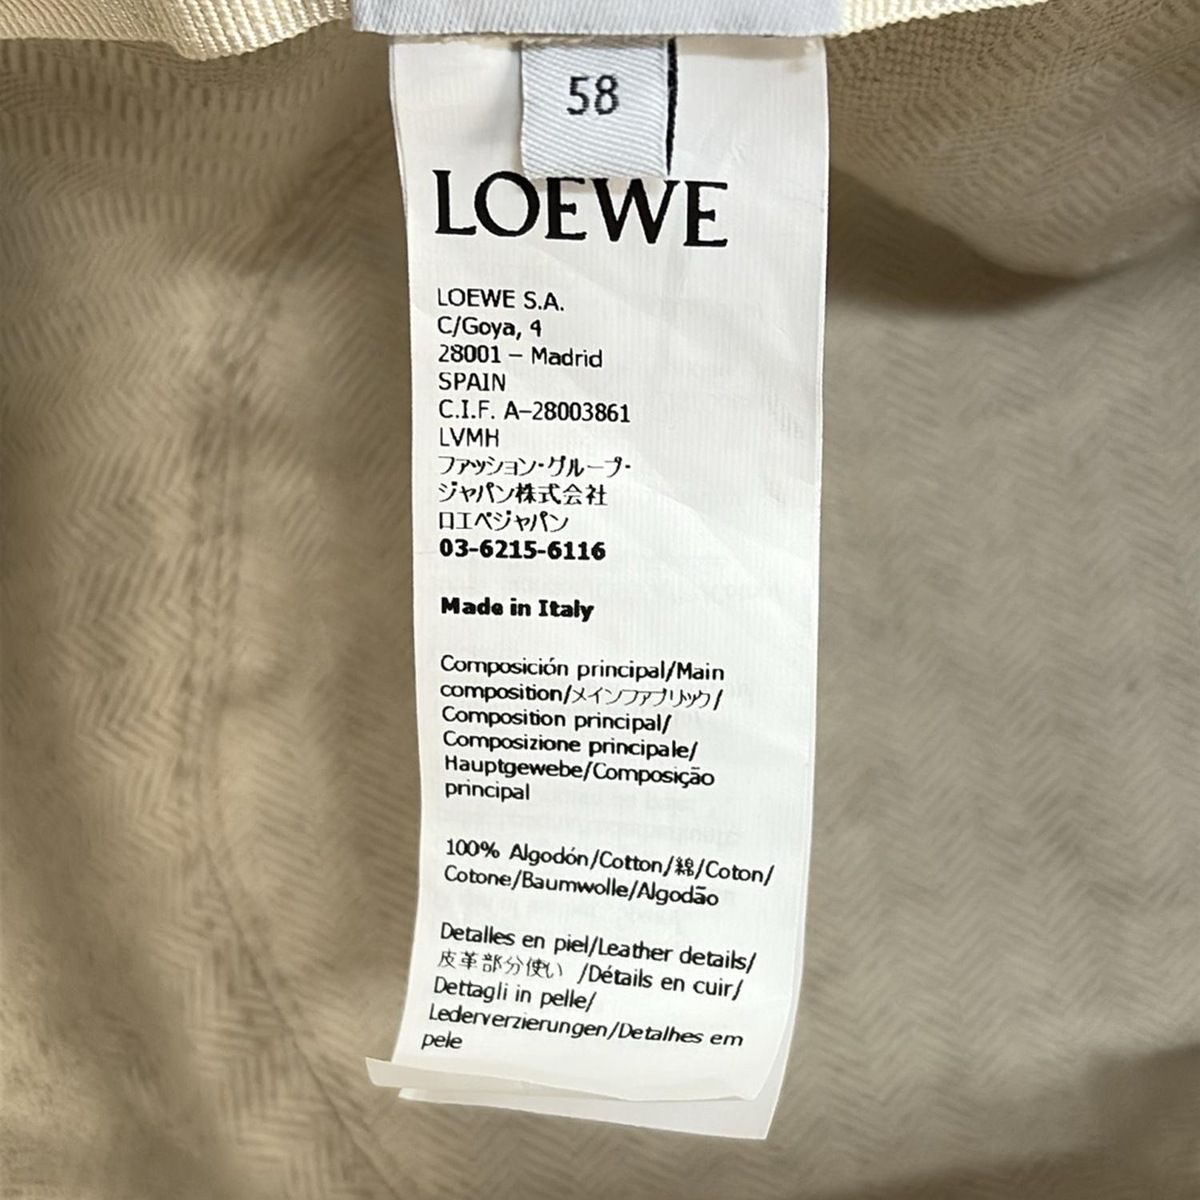 58
LOEWE
LOEWE S.A.
C/Goya, 4
28001 – Madrid
SPAIN
C.I.F. A-28003861
LVMH
ファッション・グループ・
ジャパン株式会社
ロエベジャパン
03-6215-6116
Made in Italy
Composición principal/Main
composition/メインファブリック/
Composition principal/
Composizione principale/
Hauptgewebe/Composição
principal
100% Algodón/Cotton/綿/Coton/
Cotone/Baumwolle/Algodão
Detalles en piel/Leather details/
皮革部分使い /Détails en cuir/
Dettagli in pelle/
Lederverzierungen/Detalhes em
pele